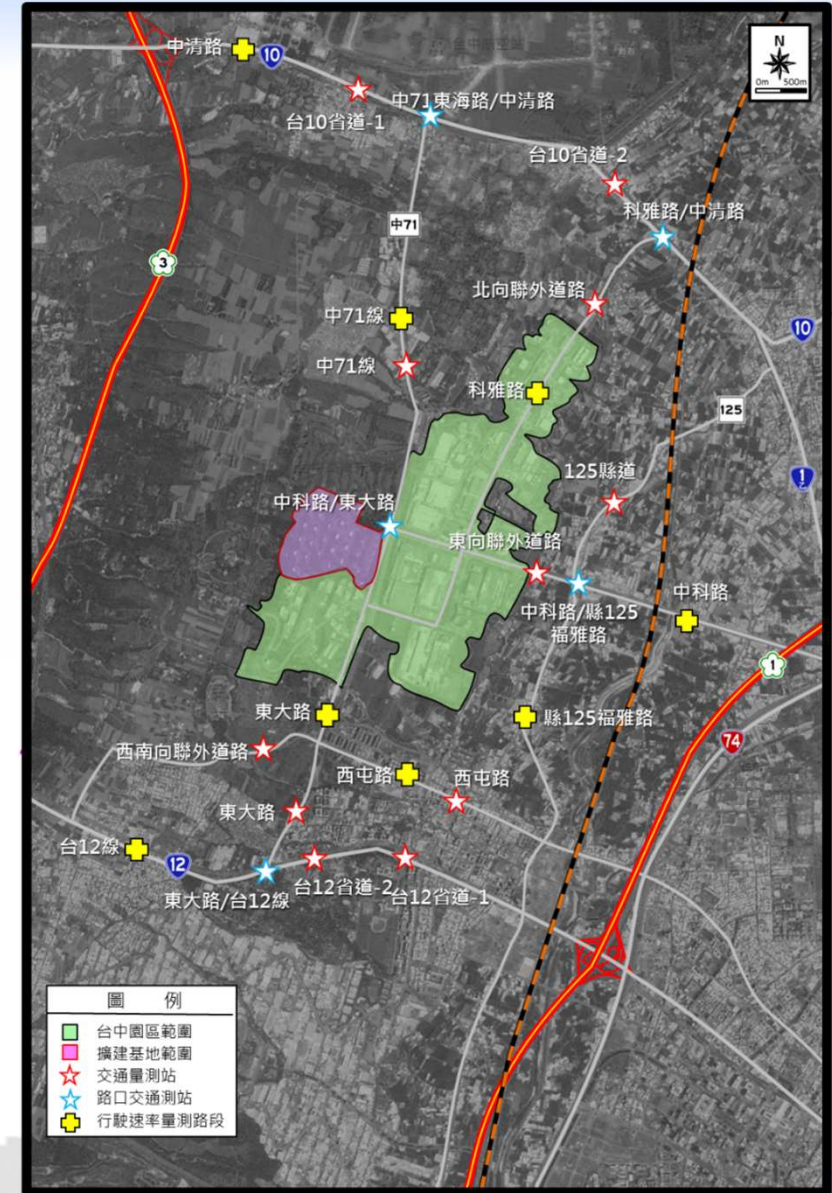 中清路
10
N
0m 500m
台10省道-1
中71東海路/中清路
台10省道-2
科雅路/中清路
中71
3
北向聯外道路
中71線
10
中71線
科雅路
125
125縣道
1
中科路/東大路
東向聯外道路
中科路/縣125
福雅路
中科路
1
東大路
縣125福雅路
74
西南向聯外道路
西屯路
西屯路
東大路
台12線
12
台12省道-2
台12省道-1
東大路/台12線
圖 例
台中園區範圍
擴建基地範圍
交通量測站
路口交通測站
行駛速率量測路段